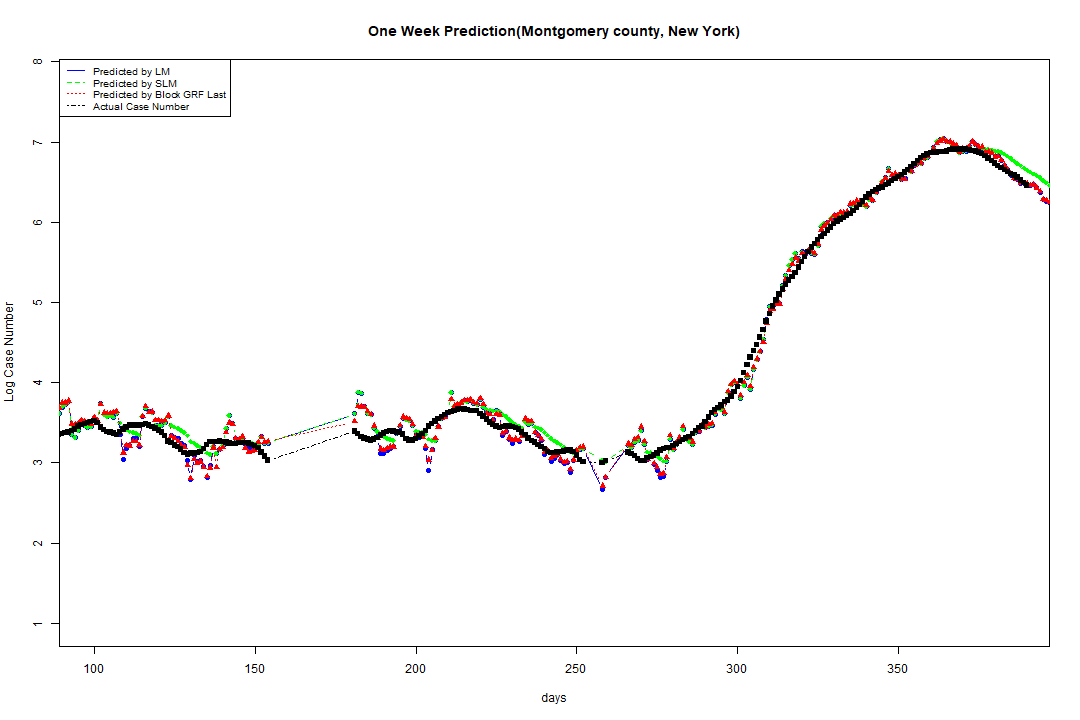 One Week Prediction(Montgomery county, New York)
Predicted by LM
Predicted by SLM
Predicted by Block GRF Last
Actual Case Number
Log Case Number
8
7
6
5
4
3
2
1
100 150 200 250 300 350
days